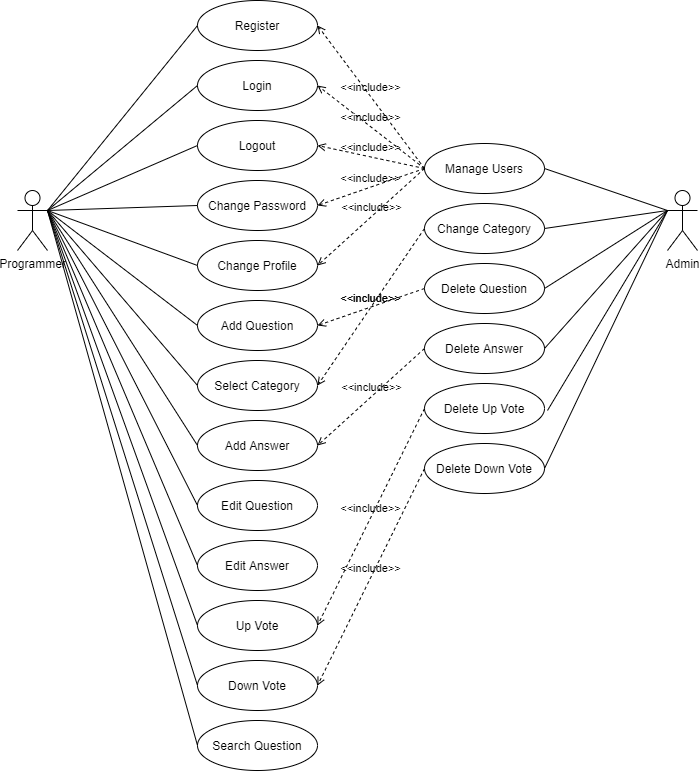 Register
Login
<<include>>
<<include>>
Logout
<<include>>
Manage Users
<<include>>
Change Password
<<include>>
Change Category
Programmer
Admin
Change Profile
Delete Question
<<include>>
<<include>>
Add Question
Delete Answer
Select Category
<<include>>
Delete Up Vote
Add Answer
Delete Down Vote
Edit Question
<<include>>
Edit Answer
<<include>>
Up Vote
Down Vote
Search Question